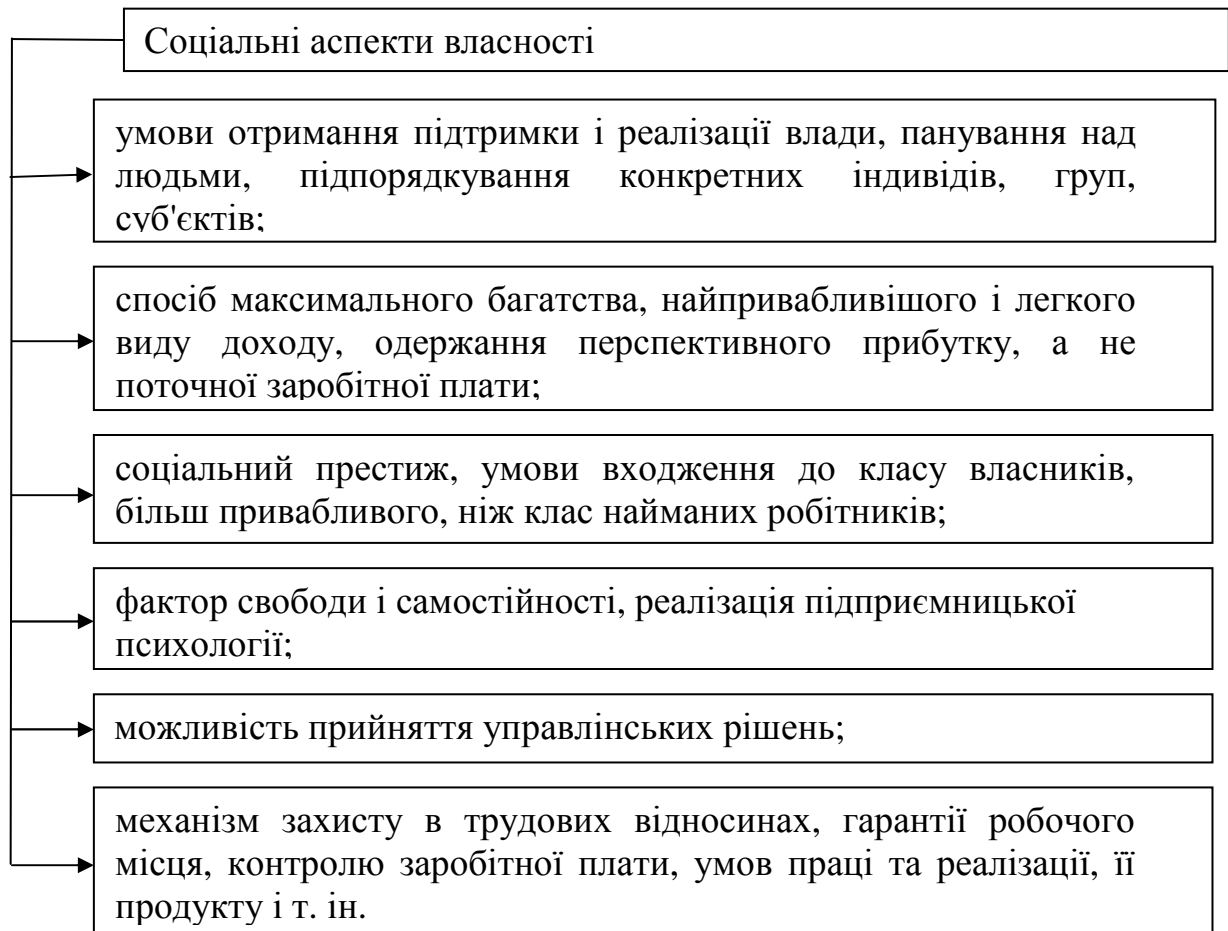 Соціальні аспекти власності
умови отримання підтримки і реалізації влади, панування над
людьми, підпорядкування конкретних індивідів, груп,
суб'єктів;
спосіб максимального багатства, найпривабливішого і легкого
виду доходу, одержання перспективного прибутку, а не
поточної заробітної плати;
соціальний престиж, умови входження до класу власників,
більш привабливого, ніж клас найманих робітників;
фактор свободи і самостійності, реалізація підприємницької
психології;
можливість прийняття управлінських рішень;
механізм захисту в трудових відносинах, гарантії робочого
місця, контролю заробітної плати, умов праці та реалізації, її
продукту і т. ін.